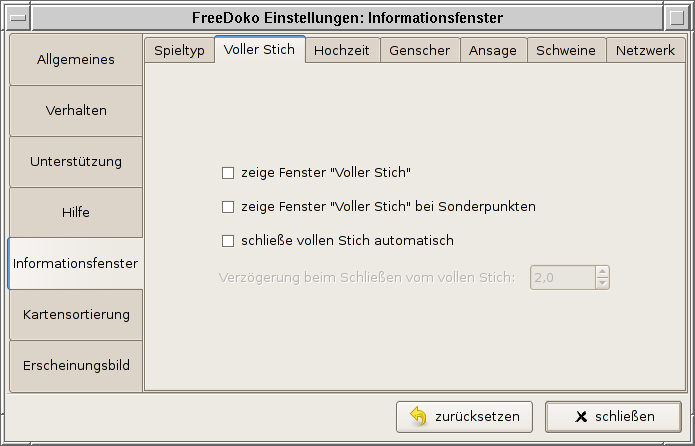 FreeDoko Einstellungen: Informationsfenster
Allgemeines
Verhalten
Unterstützung
Hilfe
Informationsfenster
Kartensortierung
Erscheinungsbild
Spieltyp Voller Stich Hochzeit Genscher Ansage Schweine Netzwerk
zeige Fenster "Voller Stich"
zeige Fenster "Voller Stich" bei Sonderpunkten
schließe vollen Stich automatisch
Verzögerung beim Schließen vom vollen Stich: 2,0
zurücksetzen schließen